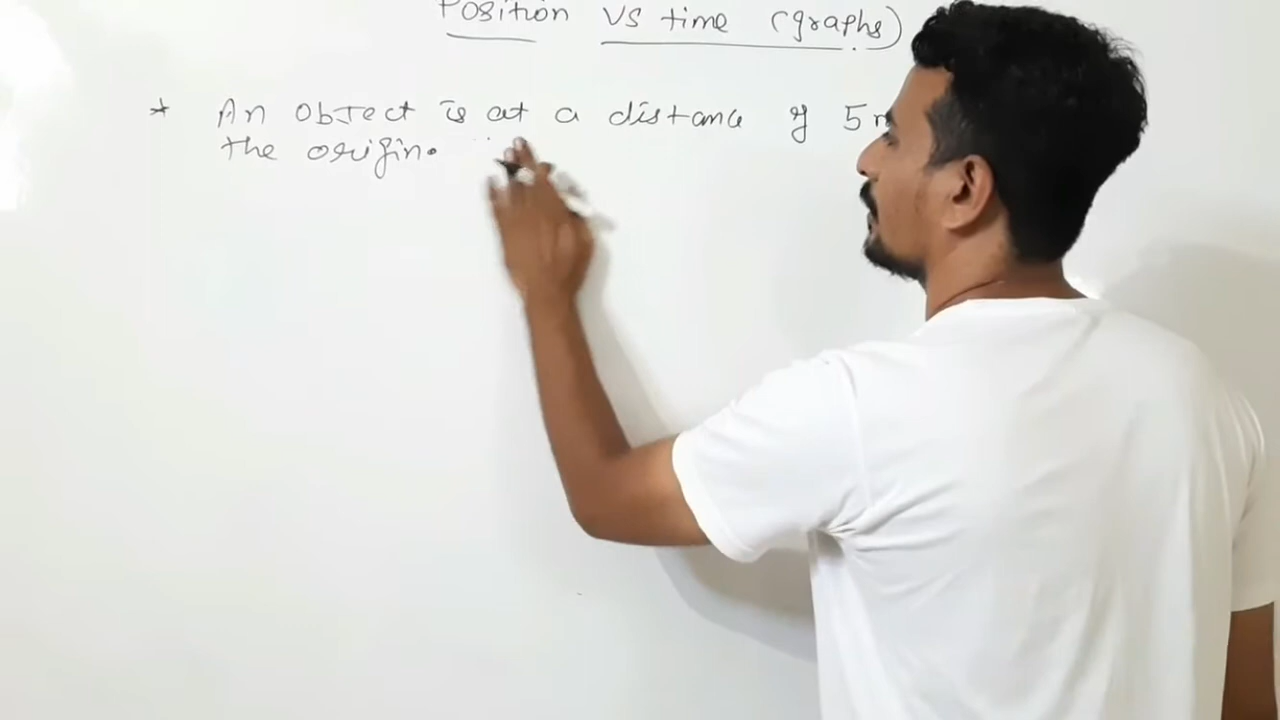 Position vs time (graphs)
* An object is at a distance of 5
the origin.